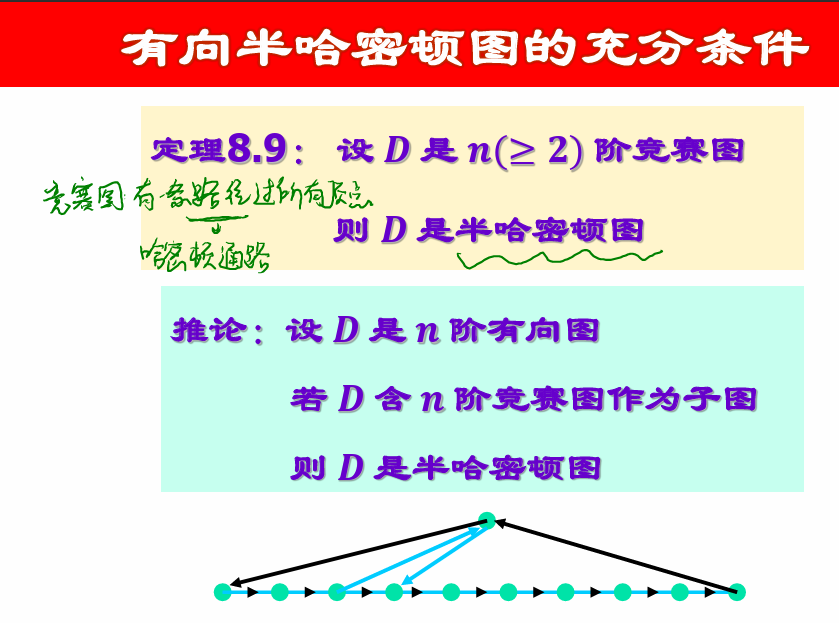 有向半哈密顿图的充分条件
定理8.9： 设 D 是 n(≥ 2) 阶竞赛图
竞赛图有条路径过所有顶点
则 D 是半哈密顿图
哈密顿通路
推论：设 D 是 n 阶有向图
若 D 含 n 阶竞赛图作为子图
则 D 是半哈密顿图